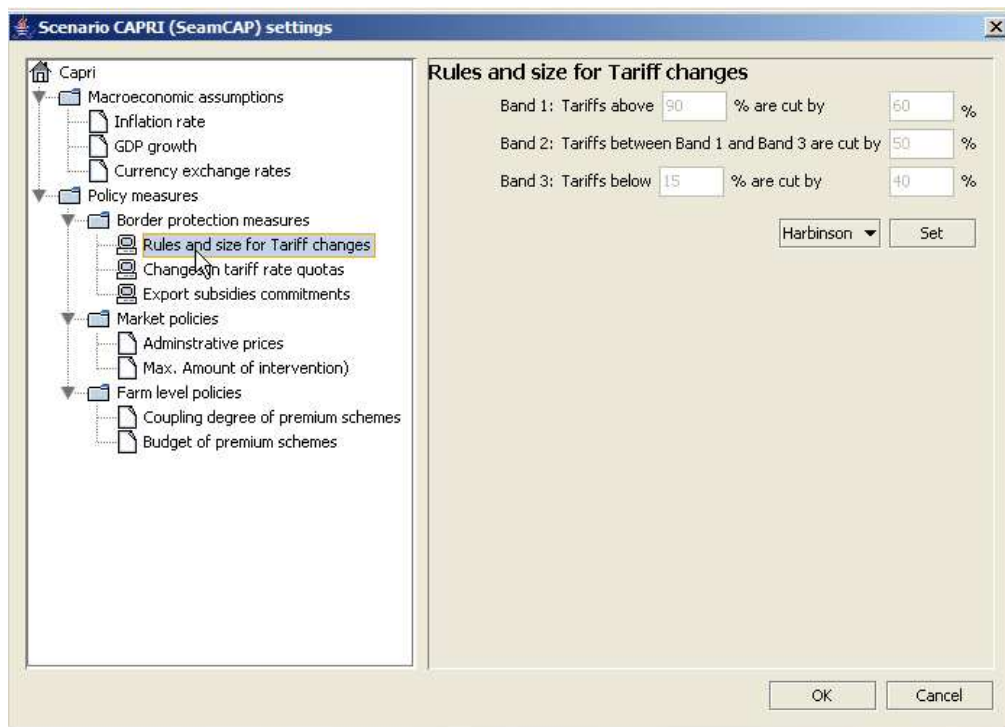 Scenario CAPRI (SeamCAP) settings
Capri
Macroeconomic assumptions
Inflation rate
GDP growth
Currency exchange rates
Policy measures
Border protection measures
Rules and size for Tariff changes
Changes in tariff rate quotas
Export subsidies commitments
Market policies
Adminstrative prices
Max. Amount of intervention)
Farm level policies
Coupling degree of premium schemes
Budget of premium schemes
Rules and size for Tariff changes
Band 1: Tariffs above 90 % are cut by 60 %
Band 2: Tariffs between Band 1 and Band 3 are cut by 50 %
Band 3: Tariffs below 15 % are cut by 40 %
Harbinson Set
OK Cancel